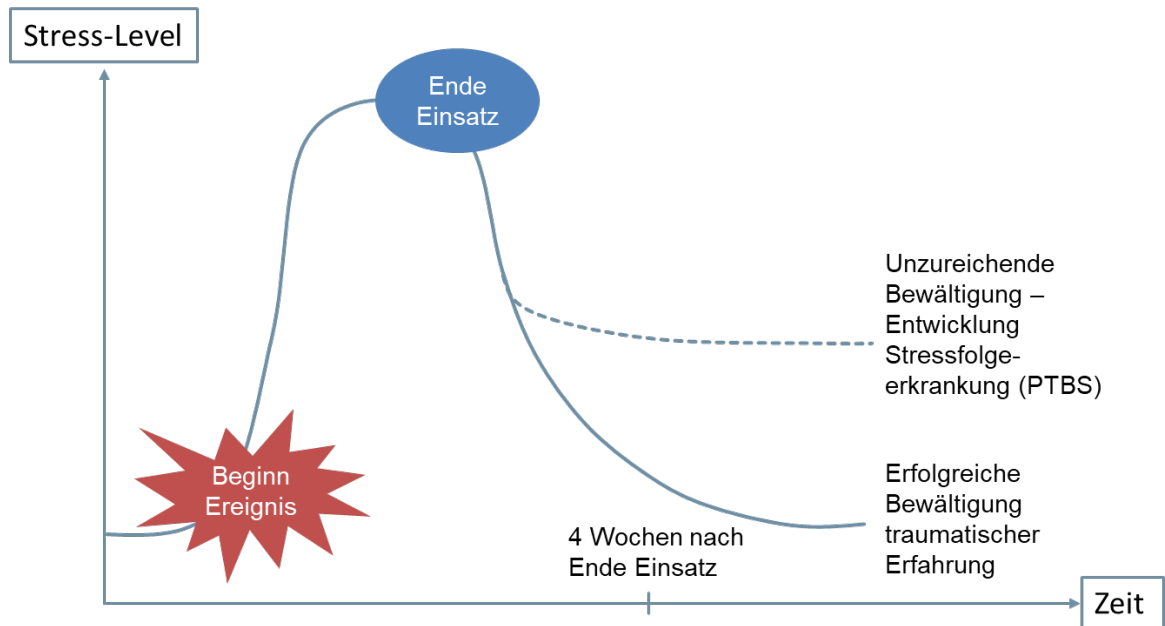 Stress-Level
Ende
Einsatz
Unzureichende
Bewältigung –
Entwicklung
Stressfolge-
erkrankung (PTBS)
Beginn
Ereignis
Erfolgreiche
Bewältigung
traumatischer
Erfahrung
4 Wochen nach
Ende Einsatz
Zeit